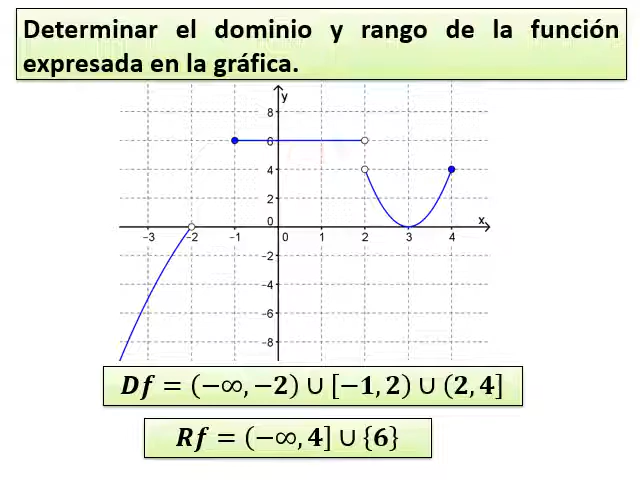 Determinar el dominio y rango de la función
expresada en la gráfica.
y
8
6
4
2
0
x
−3 −2 −1 0 1 2 3 4
−2
−4
−6
−8
Df = (−∞, −2) ∪ [−1, 2) ∪ (2, 4]
Rf = (−∞, 4] ∪ {6}